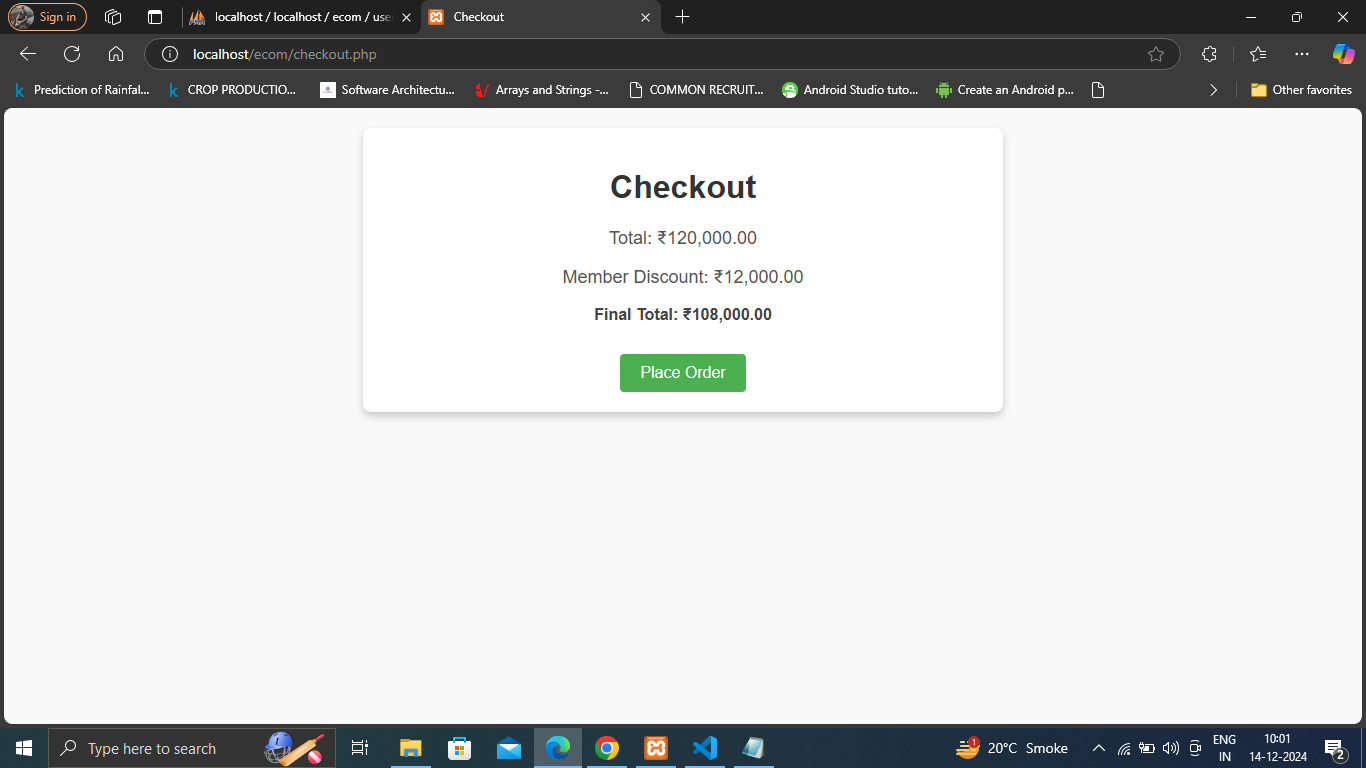 Sign in
localhost / localhost / ecom / use
Checkout
localhost/ecom/checkout.php
Prediction of Rainfal...
CROP PRODUCTIO...
Software Architectu...
Arrays and Strings -...
COMMON RECRUIT...
Android Studio tuto...
Create an Android p...
Other favorites
Checkout
Total: ₹120,000.00
Member Discount: ₹12,000.00
Final Total: ₹108,000.00
Place Order
Type here to search
1
20°C Smoke
ENG
IN
10:01
14-12-2024
2